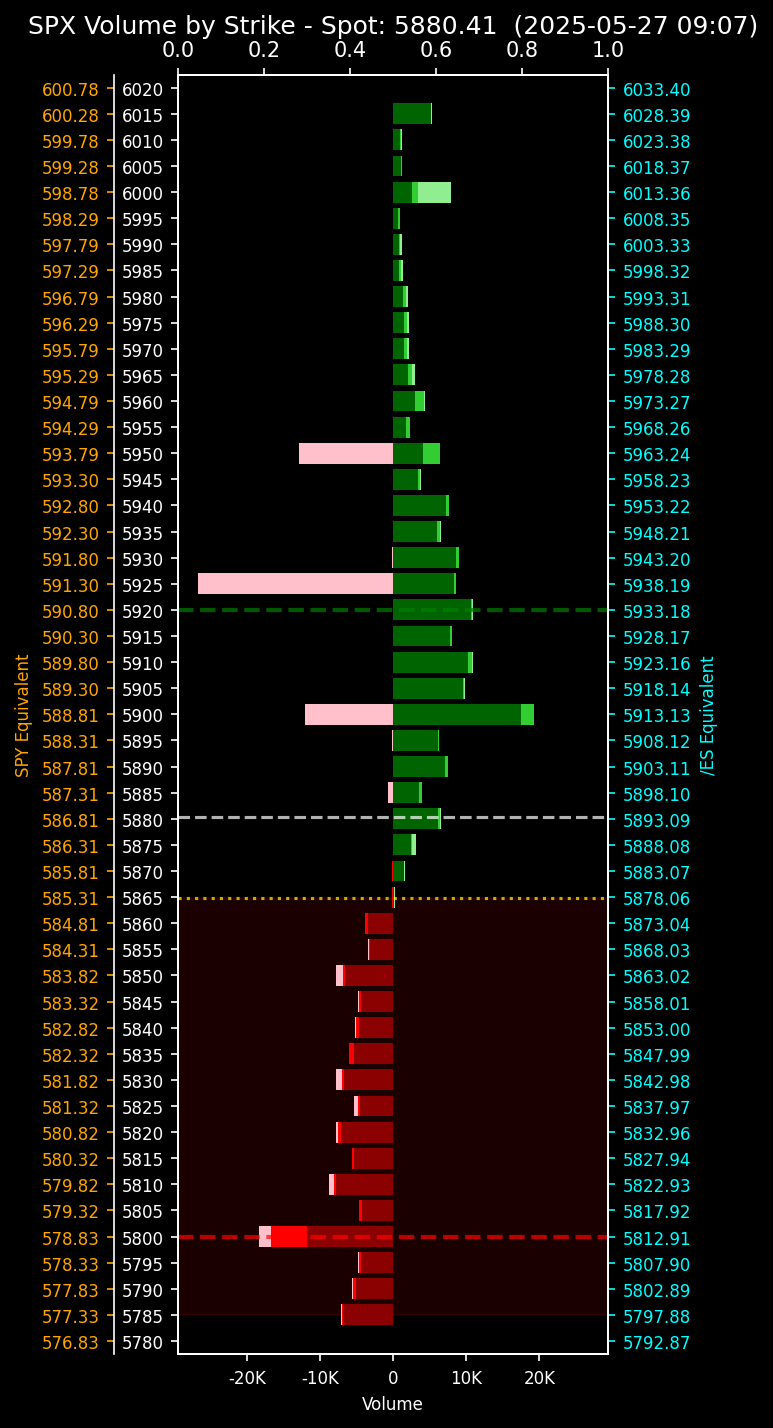 SPX Volume by Strike - Spot: 5880.41 (2025-05-27 09:07)
0.0 0.2 0.4 0.6 0.8 1.0
600.78 6020 6033.40
600.28 6015 6028.39
599.78 6010 6023.38
599.28 6005 6018.37
598.78 6000 6013.36
598.29 5995 6008.35
597.79 5990 6003.33
597.29 5985 5998.32
596.79 5980 5993.31
596.29 5975 5988.30
595.79 5970 5983.29
595.29 5965 5978.28
594.79 5960 5973.27
594.29 5955 5968.26
593.79 5950 5963.24
593.30 5945 5958.23
592.80 5940 5953.22
592.30 5935 5948.21
591.80 5930 5943.20
591.30 5925 5938.19
590.80 5920 5933.18
590.30 5915 5928.17
589.80 5910 5923.16
589.30 5905 5918.14
588.81 5900 5913.13
588.31 5895 5908.12
587.81 5890 5903.11
587.31 5885 5898.10
586.81 5880 5893.09
586.31 5875 5888.08
585.81 5870 5883.07
585.31 5865 5878.06
584.81 5860 5873.04
584.31 5855 5868.03
583.82 5850 5863.02
583.32 5845 5858.01
582.82 5840 5853.00
582.32 5835 5847.99
581.82 5830 5842.98
581.32 5825 5837.97
580.82 5820 5832.96
580.32 5815 5827.94
579.82 5810 5822.93
579.32 5805 5817.92
578.83 5800 5812.91
578.33 5795 5807.90
577.83 5790 5802.89
577.33 5785 5797.88
576.83 5780 5792.87
SPY Equivalent
/ES Equivalent
-20K -10K 0 10K 20K
Volume